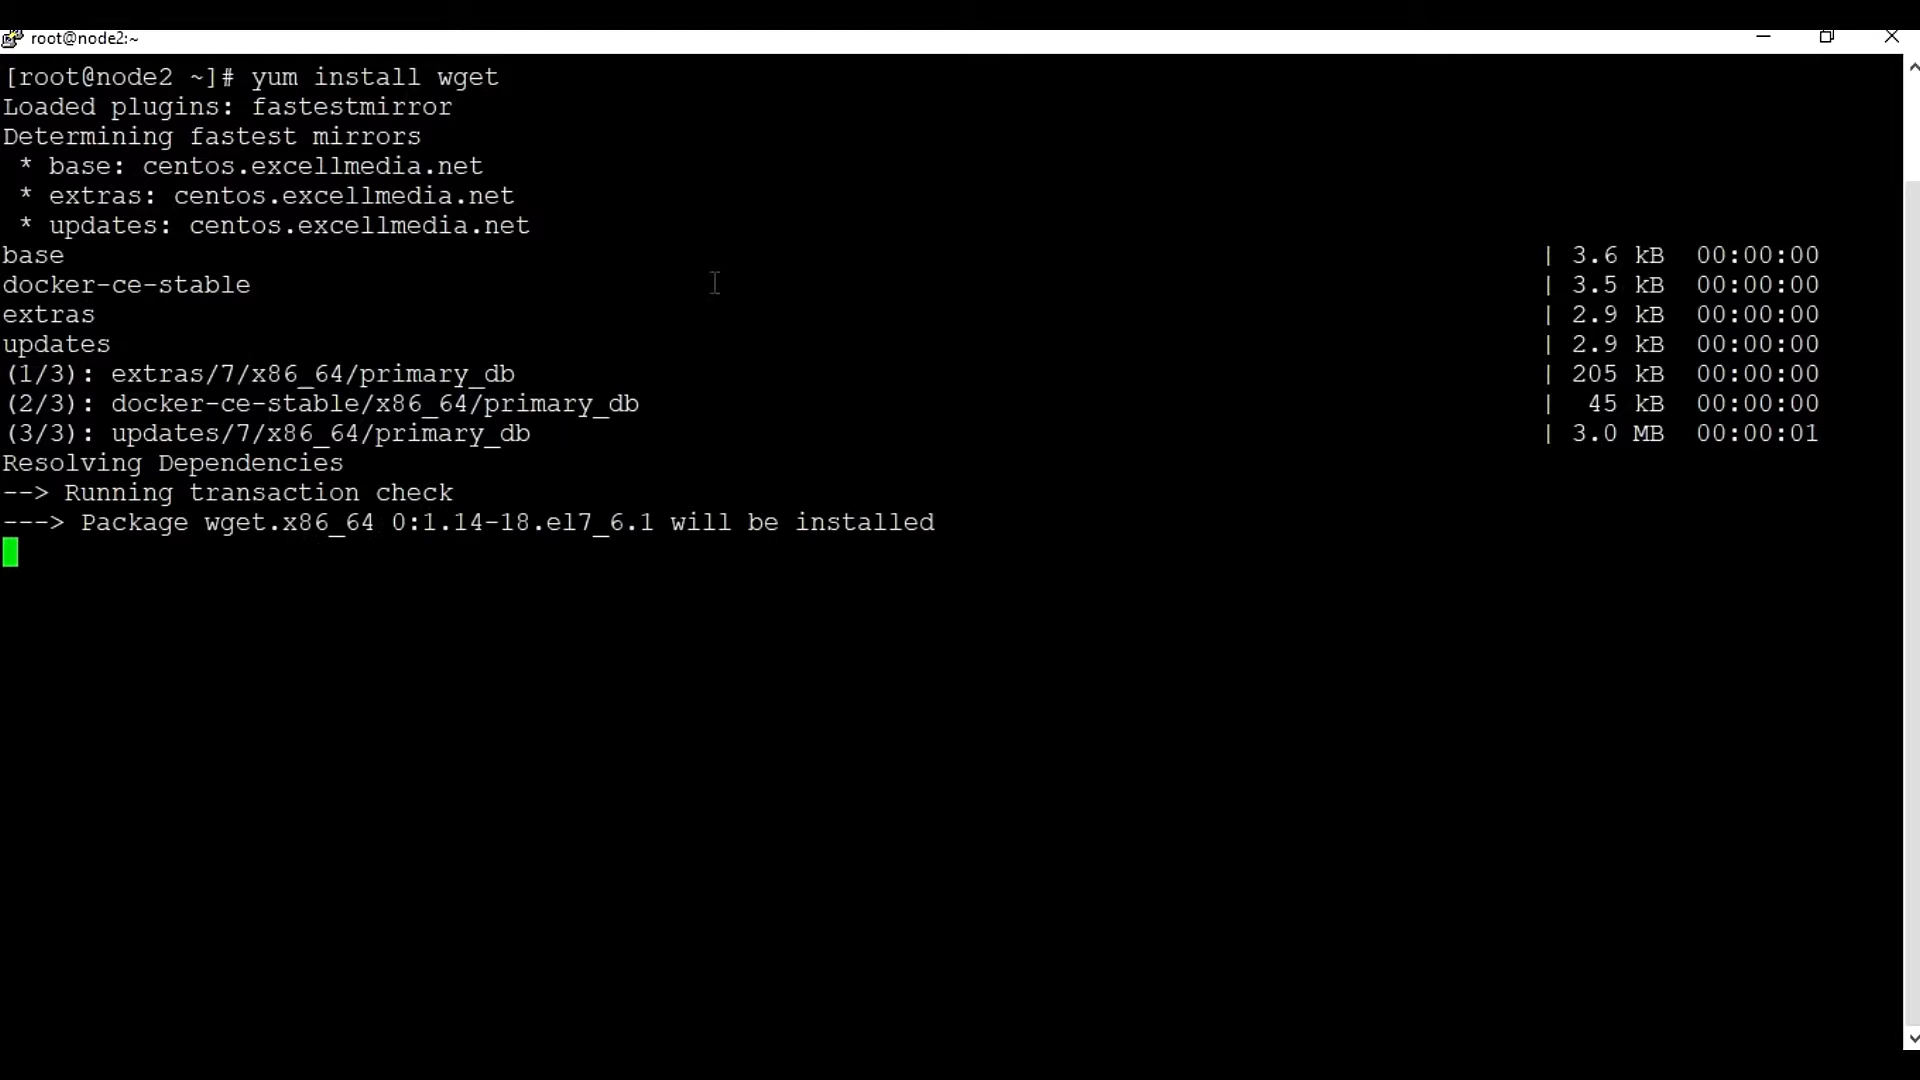 root@node2:~
[root@node2 ~]# yum install wget
Loaded plugins: fastestmirror
Determining fastest mirrors
 * base: centos.excellmedia.net
 * extras: centos.excellmedia.net
 * updates: centos.excellmedia.net
base | 3.6 kB 00:00:00
docker-ce-stable | 3.5 kB 00:00:00
extras | 2.9 kB 00:00:00
updates | 2.9 kB 00:00:00
(1/3): extras/7/x86_64/primary_db | 205 kB 00:00:00
(2/3): docker-ce-stable/x86_64/primary_db | 45 kB 00:00:00
(3/3): updates/7/x86_64/primary_db | 3.0 MB 00:00:01
Resolving Dependencies
--> Running transaction check
---> Package wget.x86_64 0:1.14-18.el7_6.1 will be installed